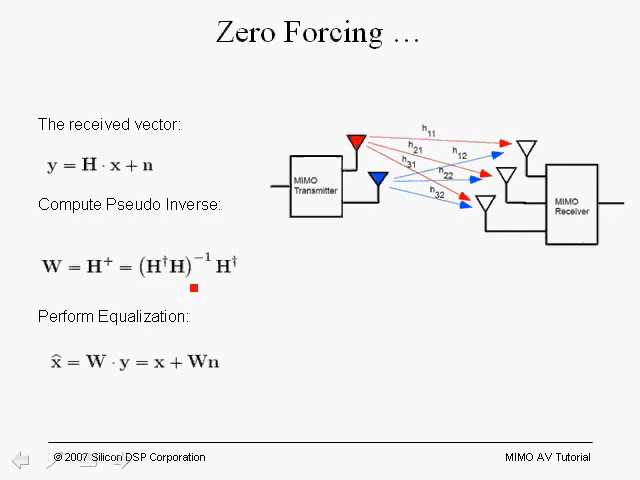 Zero Forcing …
The received vector:
y = H · x + n
Compute Pseudo Inverse:
W = H⁺ = (H†H)⁻¹ H‡
Perform Equalization:
x̂ = W · y = x + Wn
MIMO
Transmitter
h11
h21
h31
h12
h22
h32
MIMO
Receiver
© 2007 Silicon DSP Corporation
MIMO AV Tutorial